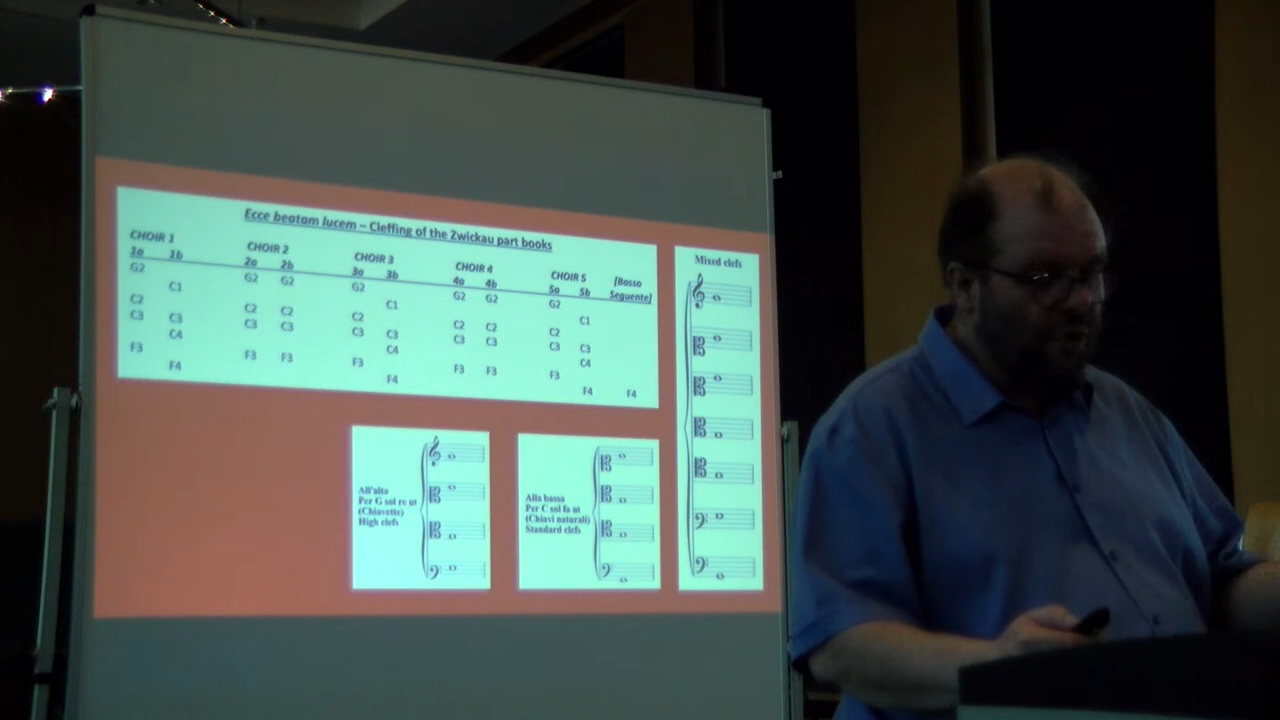 Ecce beatam lucem – Cleffing of the Zwickau part books
CHOIR 1 CHOIR 2 CHOIR 3 CHOIR 4 CHOIR 5 [Basso
1a 1b 2a 2b 3a 3b 4a 4b 5a 5b Seguente]
G2 G2 G2 G2 G2 G2 G2
C1 C1 C1
C2 C2 C2 C2 C2 C2 C2
C3 C3 C3 C3 C3 C3 C3 C3 C3 C3
C4 C4 C4
F3 F3 F3 F3 F3 F3 F3
F4 F4 F4 F4
Mixed clefs
All'alta
Per G sol re ut
(Chiavette)
High clefs
Alla bassa
Per C sol fa ut
(Chiavi naturali)
Standard clefs